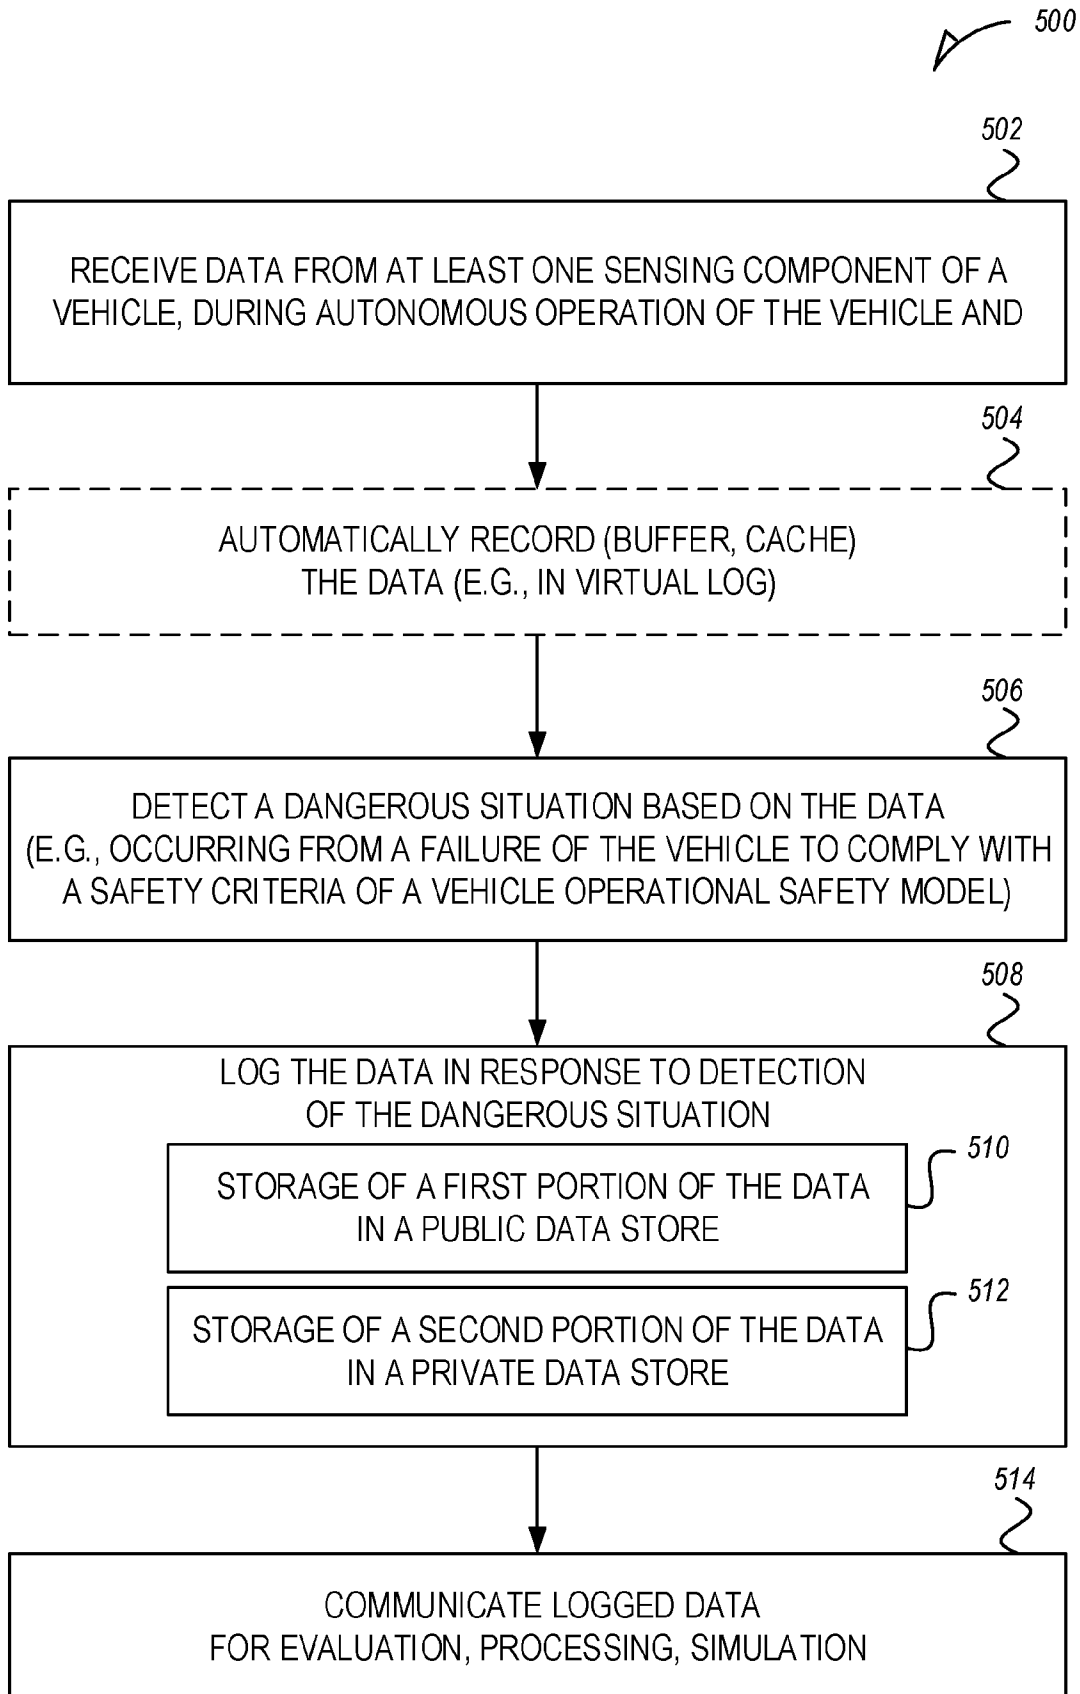 500
502
RECEIVE DATA FROM AT LEAST ONE SENSING COMPONENT OF A
VEHICLE, DURING AUTONOMOUS OPERATION OF THE VEHICLE AND
504
AUTOMATICALLY RECORD (BUFFER, CACHE)
THE DATA (E.G., IN VIRTUAL LOG)
506
DETECT A DANGEROUS SITUATION BASED ON THE DATA
(E.G., OCCURRING FROM A FAILURE OF THE VEHICLE TO COMPLY WITH
A SAFETY CRITERIA OF A VEHICLE OPERATIONAL SAFETY MODEL)
508
LOG THE DATA IN RESPONSE TO DETECTION
OF THE DANGEROUS SITUATION
510
STORAGE OF A FIRST PORTION OF THE DATA
IN A PUBLIC DATA STORE
512
STORAGE OF A SECOND PORTION OF THE DATA
IN A PRIVATE DATA STORE
514
COMMUNICATE LOGGED DATA
FOR EVALUATION, PROCESSING, SIMULATION